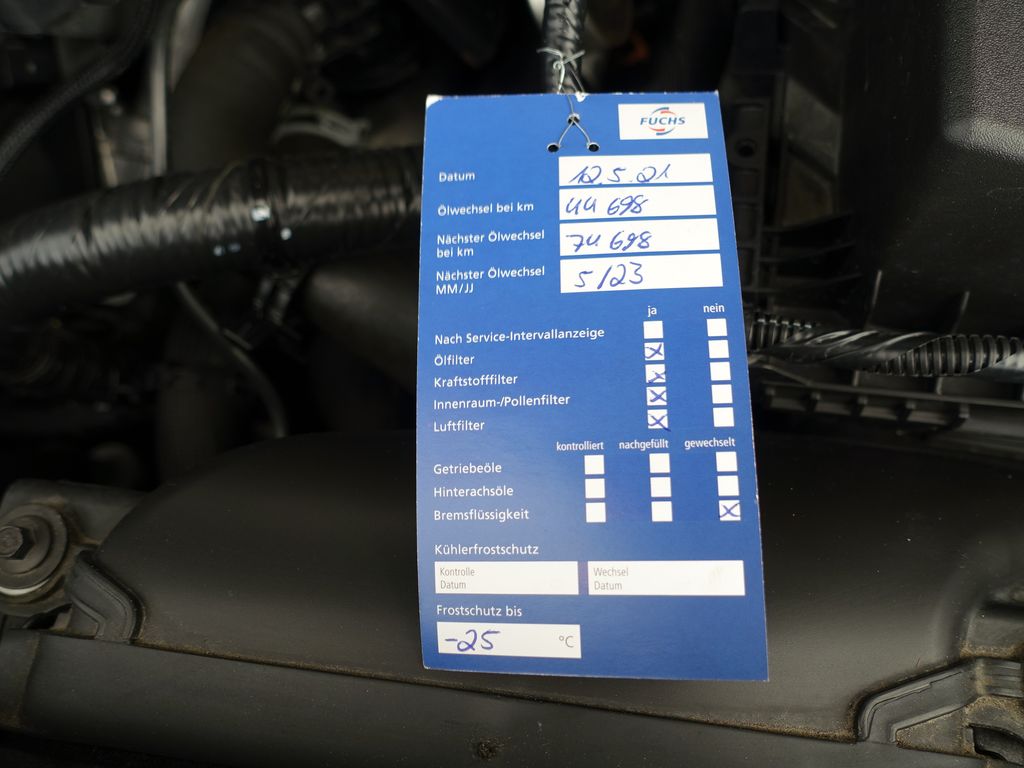 FUCHS
Datum 12.5.21
Ölwechsel bei km 44 698
Nächster Ölwechsel
bei km 74 698
Nächster Ölwechsel
MM/JJ 5/23
ja nein
Nach Service-Intervallanzeige
Ölfilter X
Kraftstofffilter X
Innenraum-/Pollenfilter X
Luftfilter X
kontrolliert nachgefüllt gewechselt
Getriebeöle
Hinterachsöle
Bremsflüssigkeit X
Kühlerfrostschutz
Kontrolle Wechsel
Datum Datum
Frostschutz bis
-25 °C